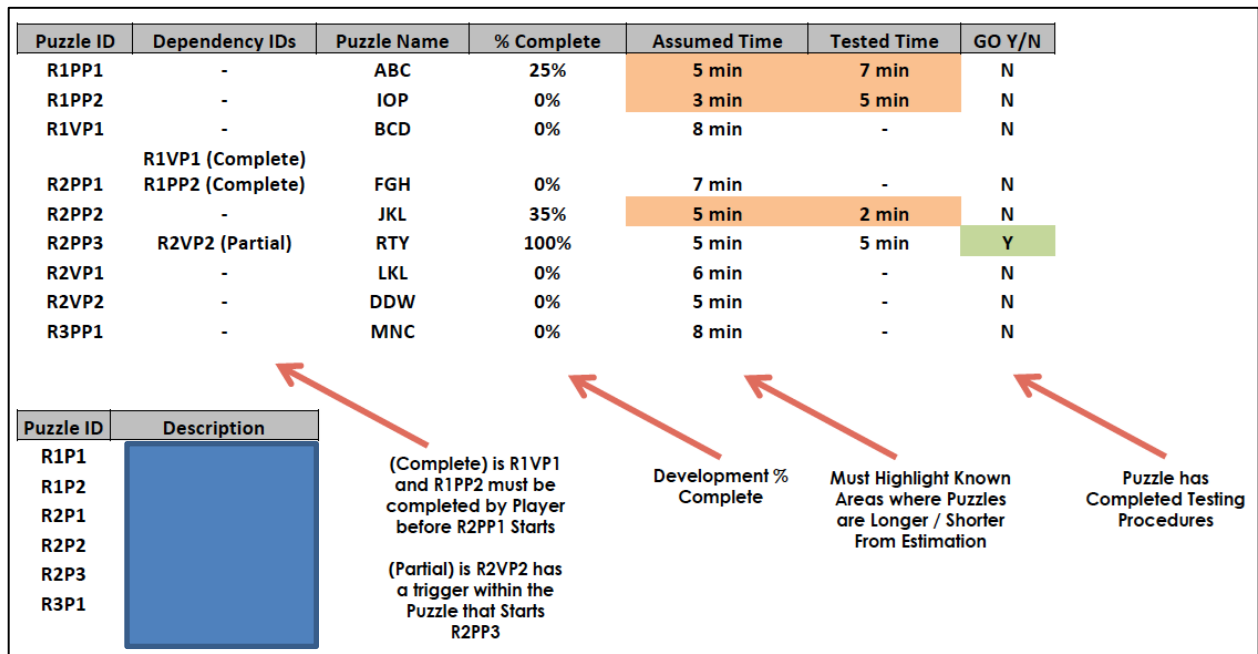 Puzzle ID Dependency IDs Puzzle Name % Complete Assumed Time Tested Time GO Y/N
R1PP1 - ABC 25% 5 min 7 min N
R1PP2 - IOP 0% 3 min 5 min N
R1VP1 - BCD 0% 8 min - N
R1VP1 (Complete)
R2PP1 R1PP2 (Complete) FGH 0% 7 min - N
R2PP2 - JKL 35% 5 min 2 min N
R2PP3 R2VP2 (Partial) RTY 100% 5 min 5 min Y
R2VP1 - LKL 0% 6 min - N
R2VP2 - DDW 0% 5 min - N
R3PP1 - MNC 0% 8 min - N
Puzzle ID Description
R1P1
R1P2
R2P1
R2P2
R2P3
R3P1
(Complete) is R1VP1
and R1PP2 must be
completed by Player
before R2PP1 Starts
(Partial) is R2VP2 has
a trigger within the
Puzzle that Starts
R2PP3
Development %
Complete
Must Highlight Known
Areas where Puzzles
are Longer / Shorter
From Estimation
Puzzle has
Completed Testing
Procedures